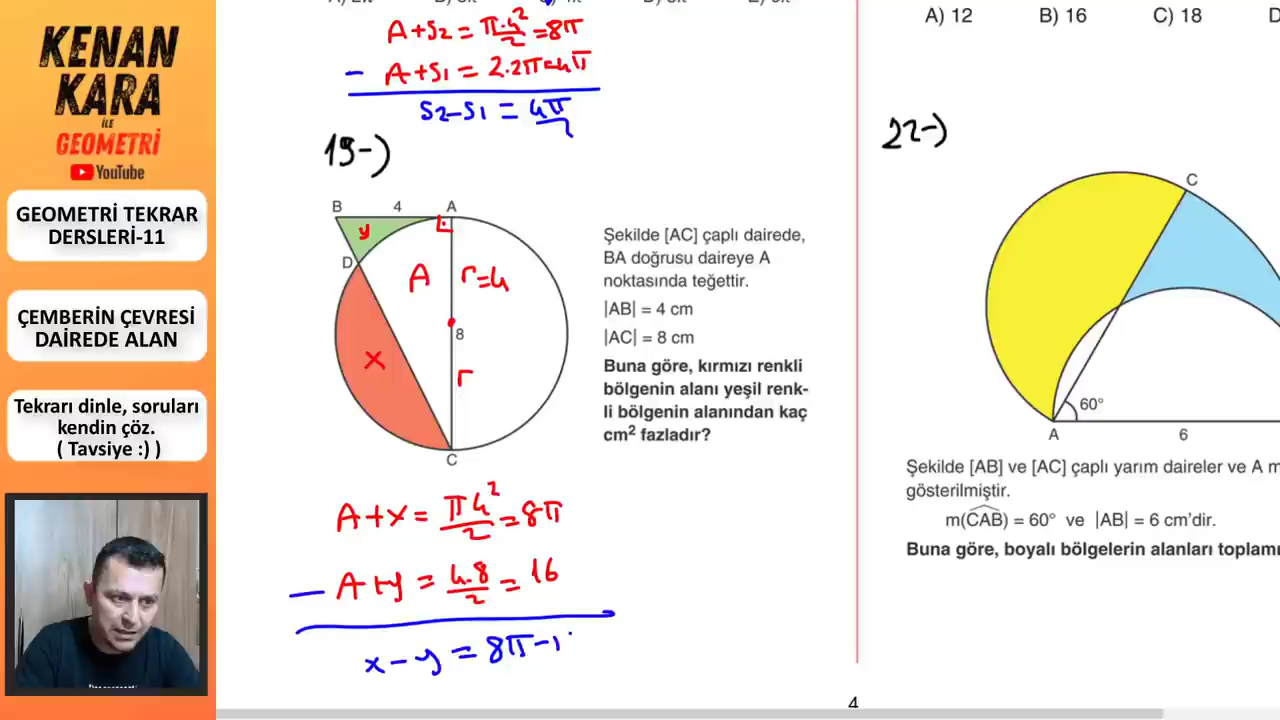 KENAN
KARA
İLE
GEOMETRİ
YouTube
GEOMETRİ TEKRAR
DERSLERİ-11
ÇEMBERİN ÇEVRESİ
DAİREDE ALAN
Tekrarı dinle, soruları
kendin çöz.
( Tavsiye :) )
A+S2 = π.4²/2 = 8π
- A+S1 = 2.2π=4π
S2-S1 = 4π
19-)
B 4 A
y
D
A r=4
8
x
r
C
Şekilde [AC] çaplı dairede,
BA doğrusu daireye A
noktasında teğettir.
|AB| = 4 cm
|AC| = 8 cm
Buna göre, kırmızı renkli
bölgenin alanı yeşil renk-
li bölgenin alanından kaç
cm² fazladır?
A+x = π4²/2 = 8π
- A+y = 4.8/2 = 16
x-y = 8π-1
A) 12 B) 16 C) 18 D
22-)
C
60°
A 6
Şekilde [AB] ve [AC] çaplı yarım daireler ve A m
gösterilmiştir.
m(CAB) = 60° ve |AB| = 6 cm'dir.
Buna göre, boyalı bölgelerin alanları toplamı
4